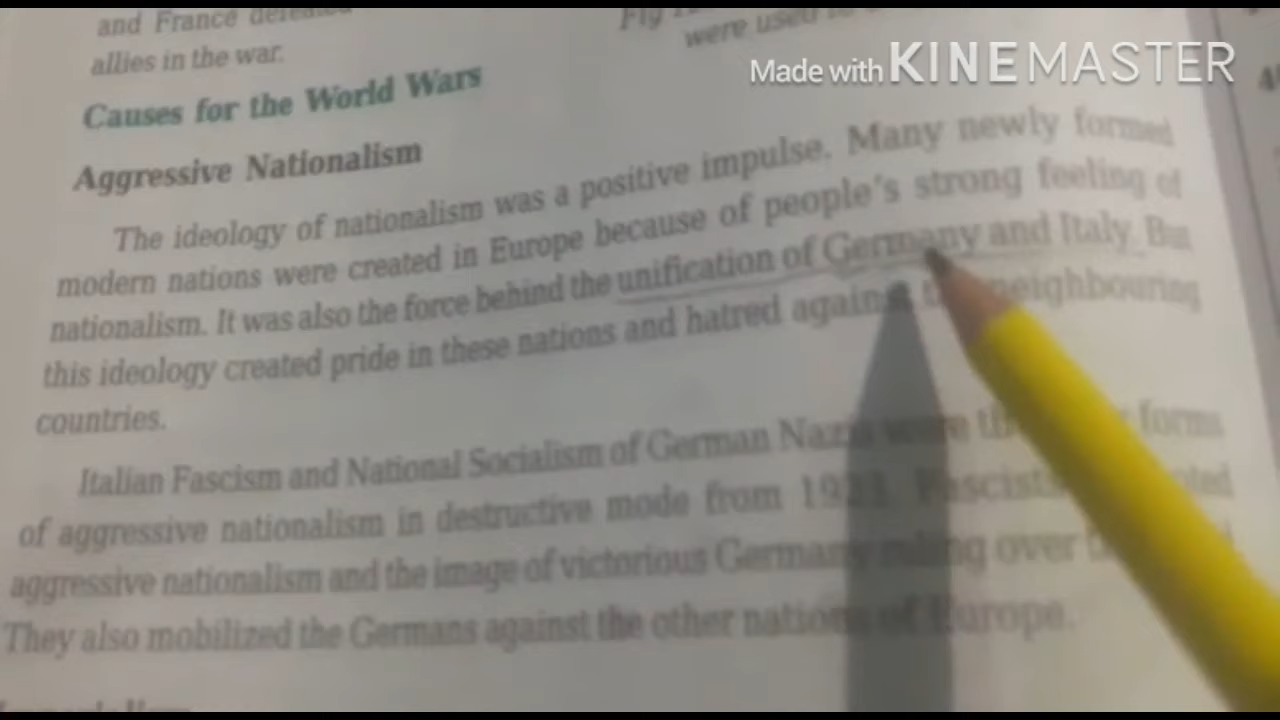 and France defeated
allies in the war.
Fly
were used to
Made with KINEMASTER
Causes for the World Wars
Aggressive Nationalism
The ideology of nationalism was a positive impulse. Many newly formed
modern nations were created in Europe because of people's strong feeling of
nationalism. It was also the force behind the unification of Germany and Italy. But
this ideology created pride in these nations and hatred against neighbouring
countries.
Italian Fascism and National Socialism of German Nazis were forms
of aggressive nationalism in destructive mode from Fascists
aggressive nationalism and the image of victorious Germany ruling over
They also mobilized the Germans against the other nations of Europe.